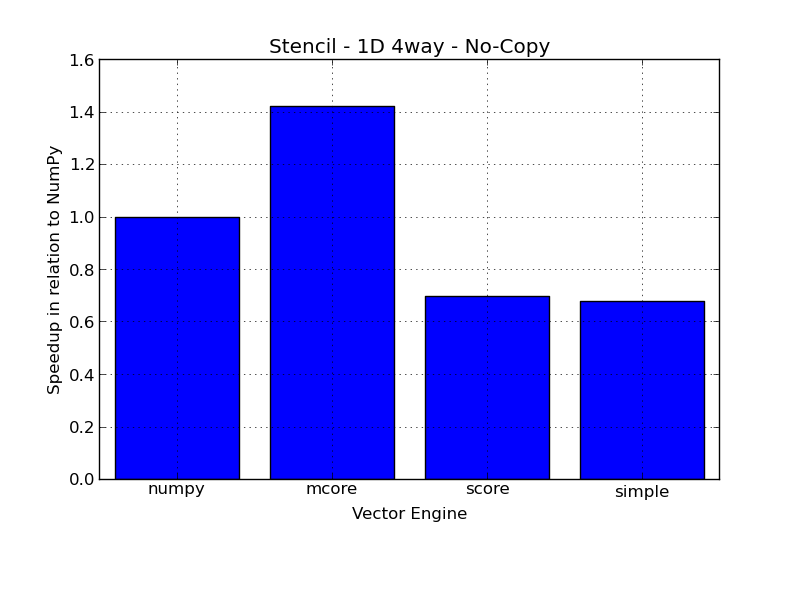 Stencil - 1D 4way - No-Copy
Speedup in relation to NumPy
1.6
1.4
1.2
1.0
0.8
0.6
0.4
0.2
0.0
numpy mcore score simple
Vector Engine